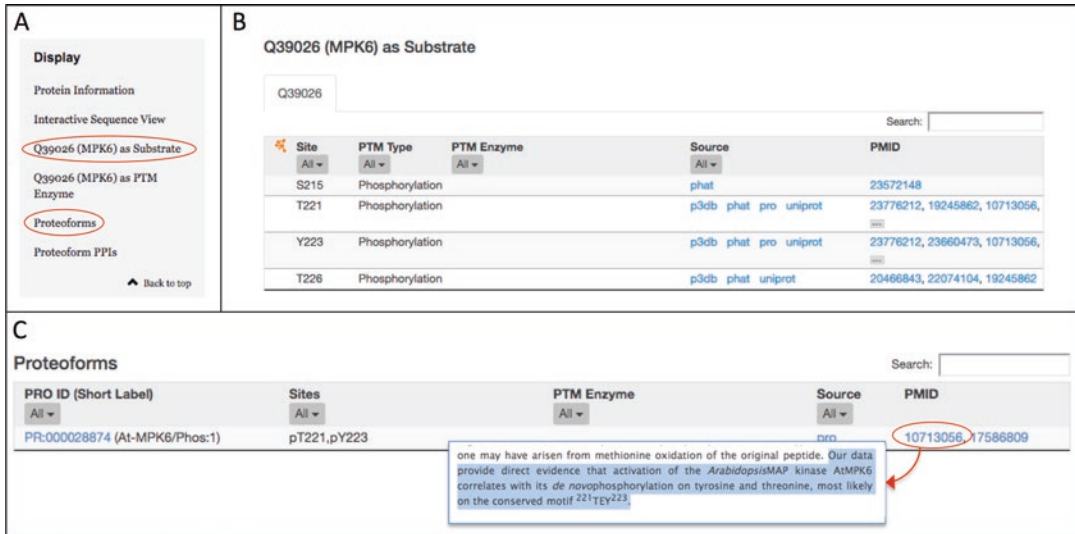 A
Display
Protein Information
Interactive Sequence View
Q39026 (MPK6) as Substrate
Q39026 (MPK6) as PTM
Enzyme
Proteoforms
Proteoform PPIs
Back to top
B
Q39026 (MPK6) as Substrate
Q39026
Search:
Site PTM Type PTM Enzyme Source PMID
All All All All
S215 Phosphorylation phat 23572148
T221 Phosphorylation p3db phat pro uniprot 23776212, 19245862, 10713056,
...
Y223 Phosphorylation p3db phat pro uniprot 23776212, 23660473, 10713056,
...
T226 Phosphorylation p3db phat uniprot 20466843, 22074104, 19245862
C
Proteoforms
Search:
PRO ID (Short Label) Sites PTM Enzyme Source PMID
All All All All
PR:000028874 (At-MPK6/Phos:1) pT221,pY223 pro 10713056, 17586809
one may have arisen from methionine oxidation of the original peptide. Our data
provide direct evidence that activation of the ArabidopsisMAP kinase AtMPK6
correlates with its de novophosphorylation on tyrosine and threonine, most likely
on the conserved motif 221TEY223.